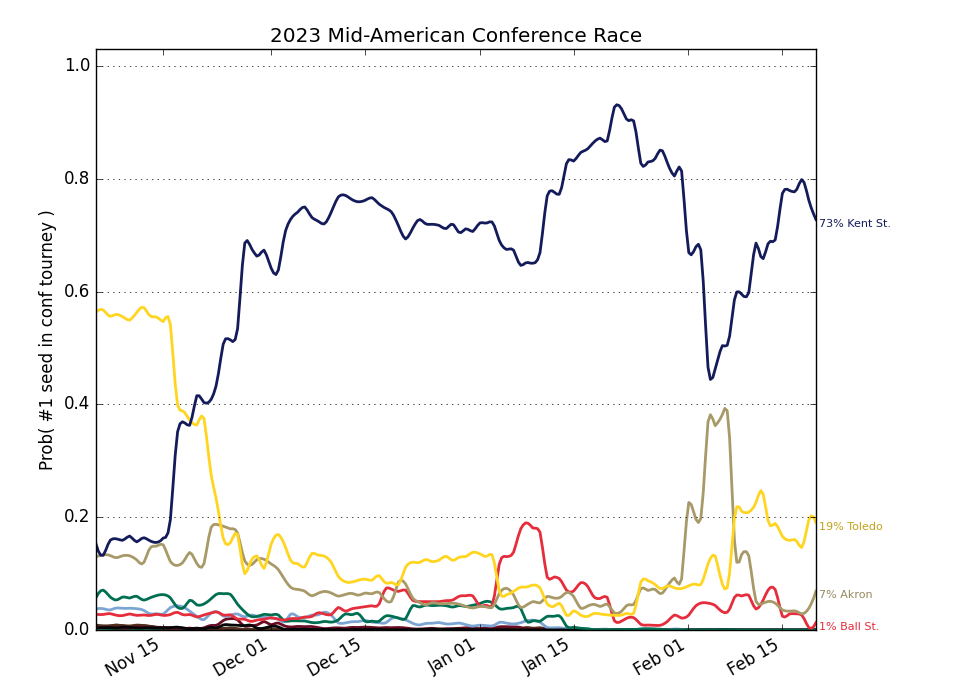 2023 Mid-American Conference Race
1.0
0.8
0.6
0.4
0.2
0.0
Prob( #1 seed in conf tourney )
73% Kent St.
19% Toledo
7% Akron
1% Ball St.
Nov 15
Dec 01
Dec 15
Jan 01
Jan 15
Feb 01
Feb 15